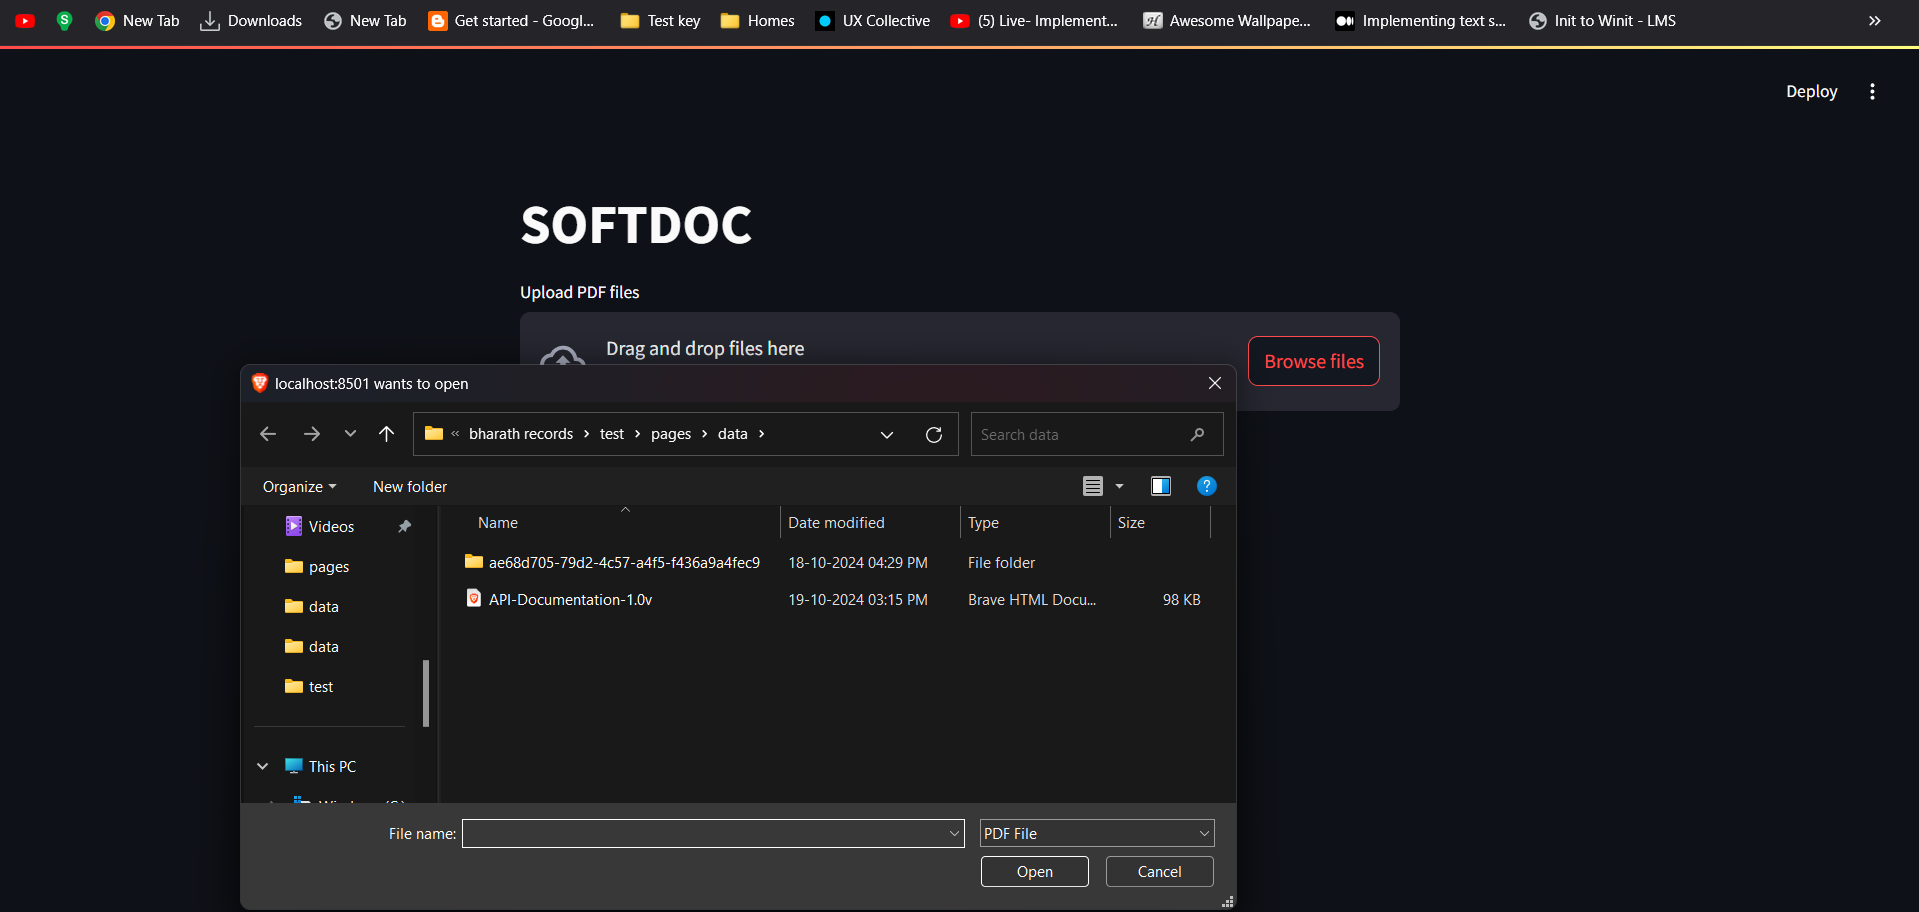 New Tab Downloads New Tab Get started - Googl... Test key Homes UX Collective (5) Live- Implement... Awesome Wallpape... Implementing text s... Init to Winit - LMS »
Deploy
SOFTDOC
Upload PDF files
Drag and drop files here
Browse files
localhost:8501 wants to open
« bharath records › test › pages › data ›
Search data
Organize New folder
Name Date modified Type Size
Videos
pages
data
data
test
This PC
ae68d705-79d2-4c57-a4f5-f436a9a4fec9 18-10-2024 04:29 PM File folder
API-Documentation-1.0v 19-10-2024 03:15 PM Brave HTML Docu... 98 KB
File name: PDF File
Open Cancel